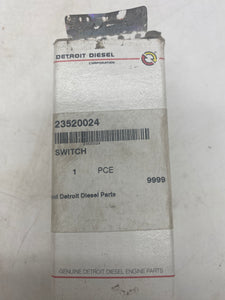 DETROIT DIESEL
CORPORATION
23520024
SWITCH
1 PCE
9999
Detroit Diesel Parts
GENUINE DETROIT DIESEL ENGINE PARTS